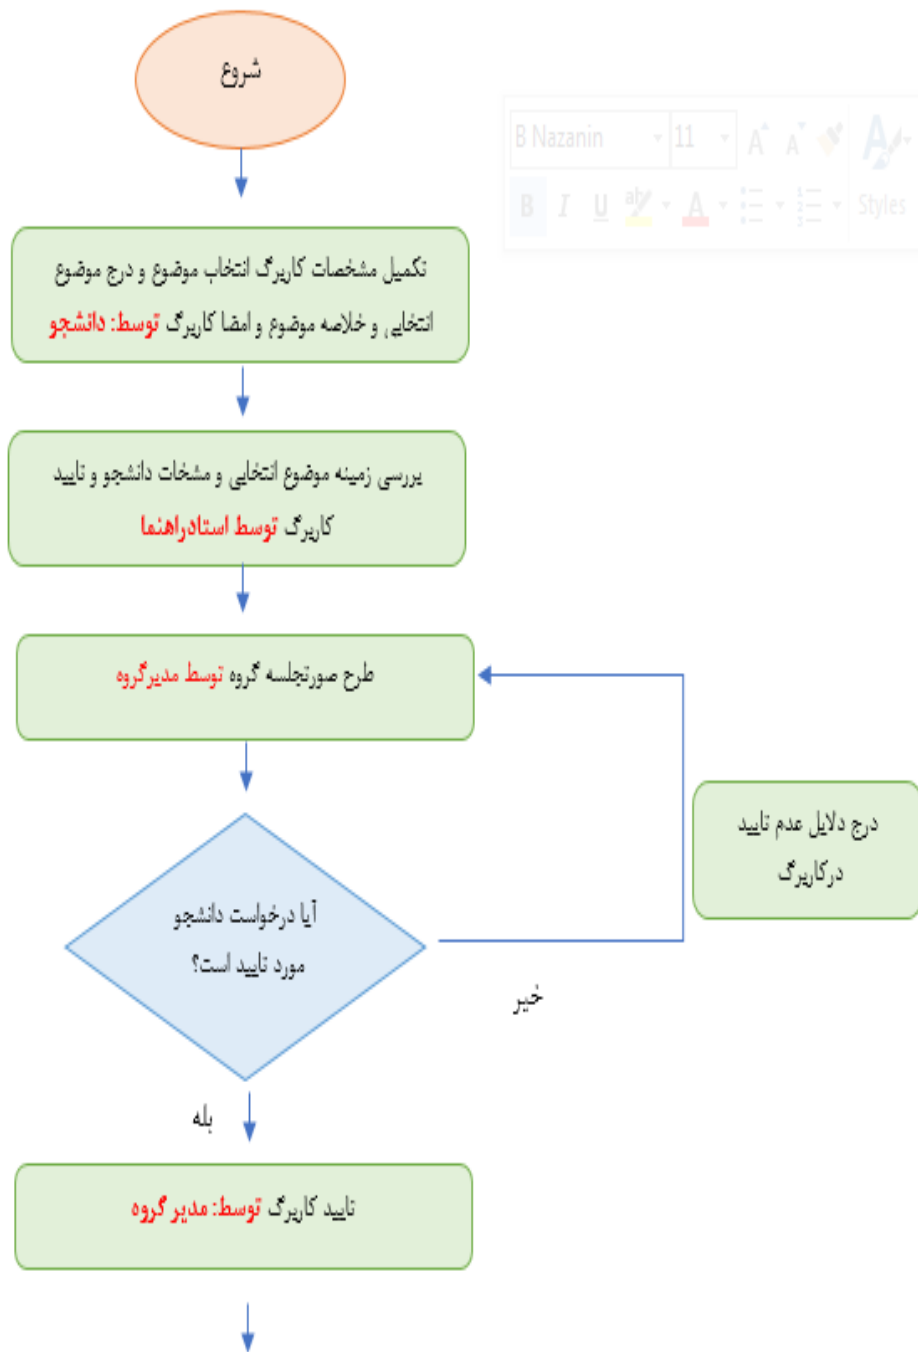 شروع
B Nazanin
11
A A A
B I U ab A
Styles
تکمیل مشخصات کاربرگ انتخاب موضوع و درج موضوع
انتخابی و خلاصه موضوع و امضا کاربرگ توسط: دانشجو
بررسی زمینه موضوع انتخابی و مشخات دانشجو و تایید
کاربرگ توسط استادراهنما
طرح صورتجلسه گروه توسط مدیرگروه
درج دلایل عدم تایید
درکاربرگ
آیا درخواست دانشجو
مورد تایید است؟
خیر
بله
تایید کاربرگ توسط: مدیر گروه